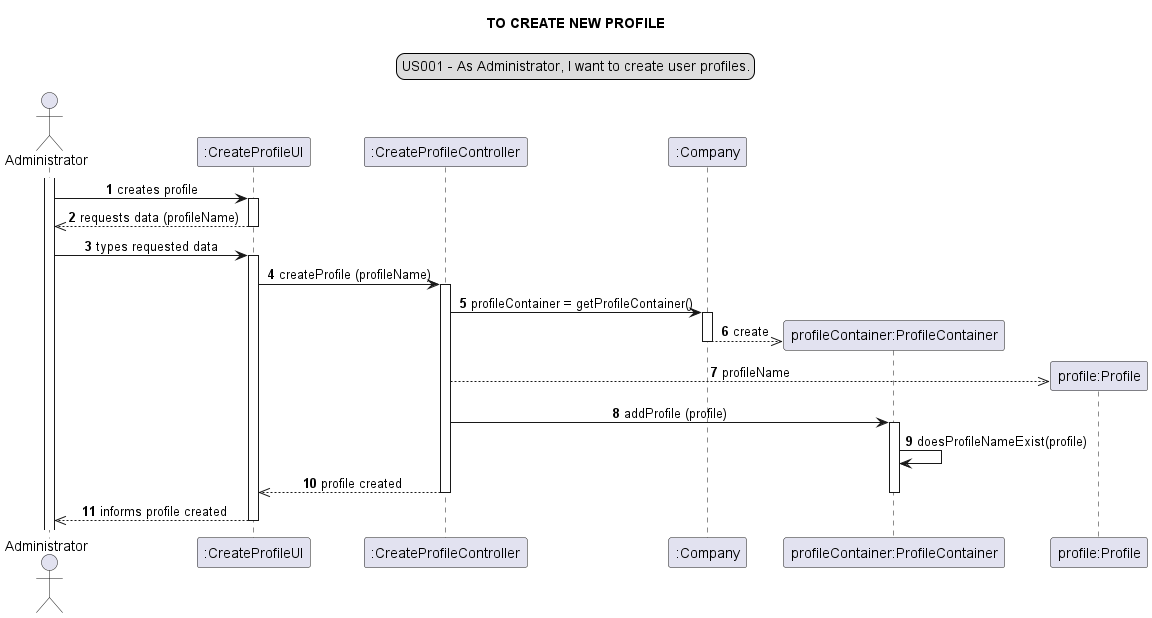 TO CREATE NEW PROFILE
US001 - As Administrator, I want to create user profiles.
Administrator
:CreateProfileUI
:CreateProfileController
:Company
1 creates profile
2 requests data (profileName)
3 types requested data
4 createProfile (profileName)
5 profileContainer = getProfileContainer()
6 create
profileContainer:ProfileContainer
7 profileName
profile:Profile
8 addProfile (profile)
9 doesProfileNameExist(profile)
10 profile created
11 informs profile created
Administrator
:CreateProfileUI
:CreateProfileController
:Company
profileContainer:ProfileContainer
profile:Profile